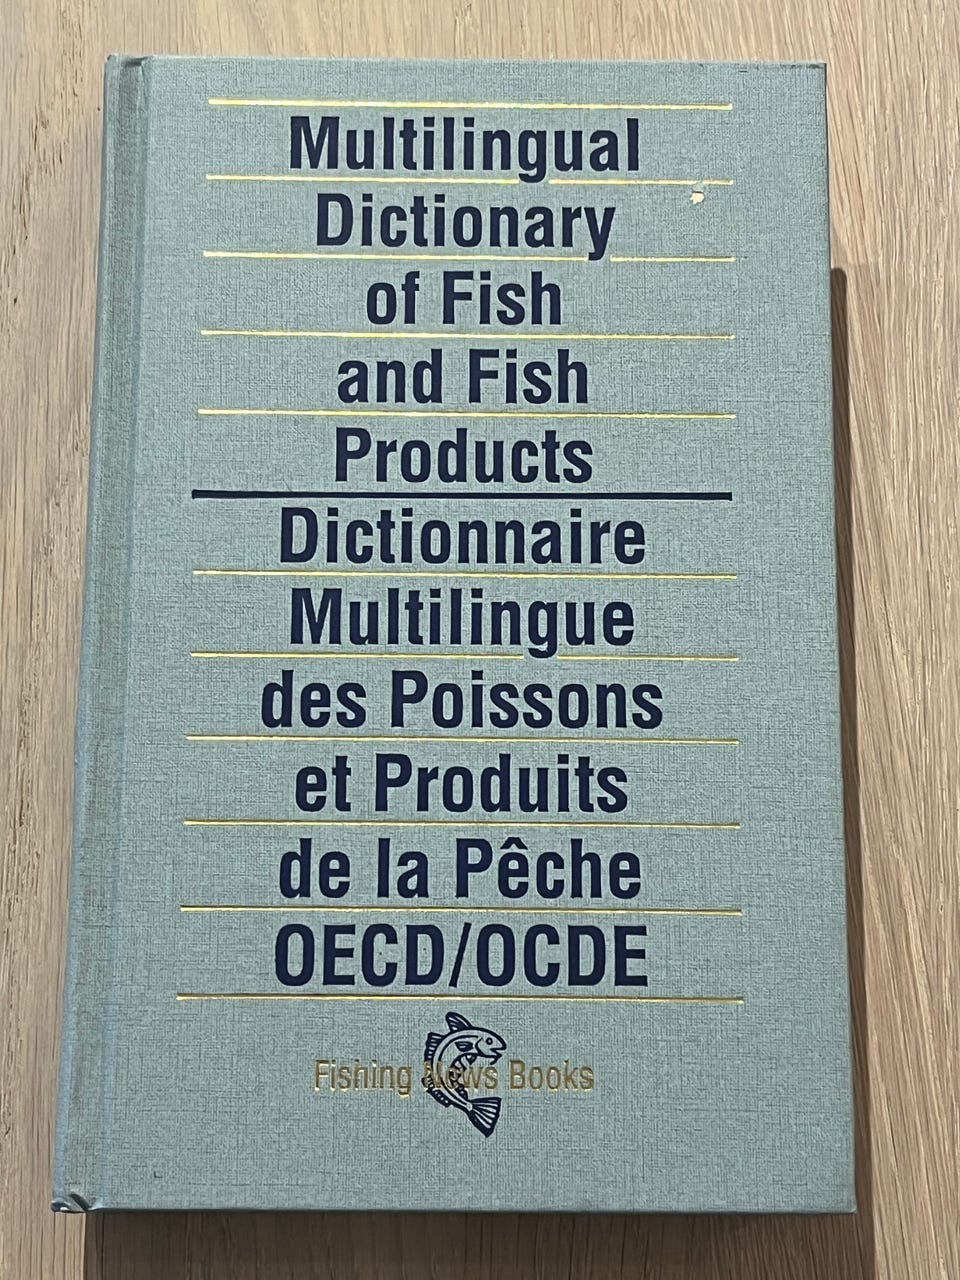 Multilingual
Dictionary
of Fish
and Fish
Products
Dictionnaire
Multilingue
des Poissons
et Produits
de la Pêche
OECD/OCDE
Fishing News Books